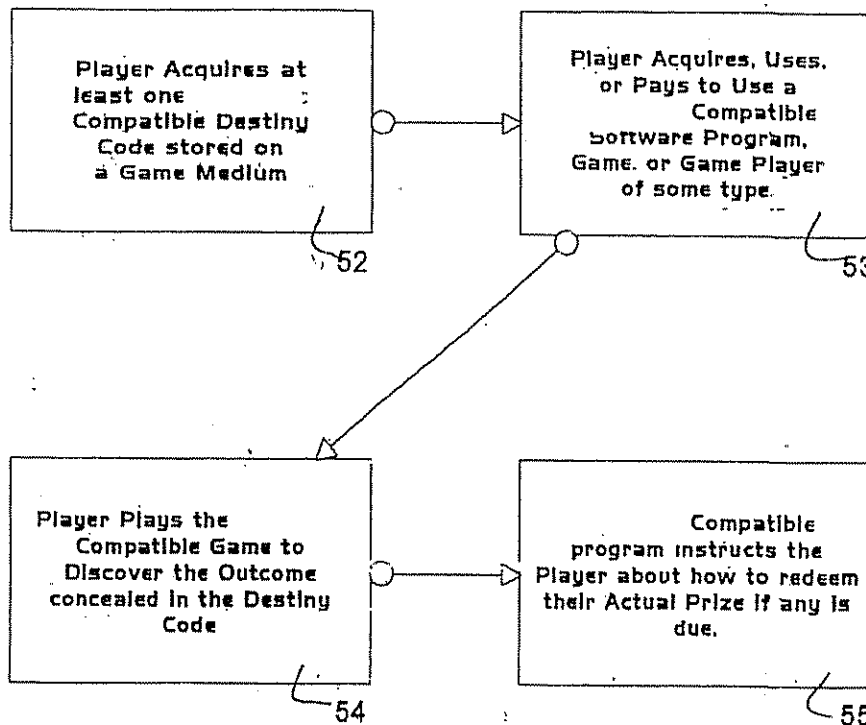 Player Acquires at
least one
Compatible Destiny
Code stored on
a Game Medium
52
Player Acquires, Uses,
or Pays to Use a
Compatible
Software Program,
Game, or Game Player
of some type.
53
Player Plays the
Compatible Game to
Discover the Outcome
concealed in the Destiny
Code
54
Compatible
program instructs the
Player about how to redeem
their Actual Prize if any is
due.
55